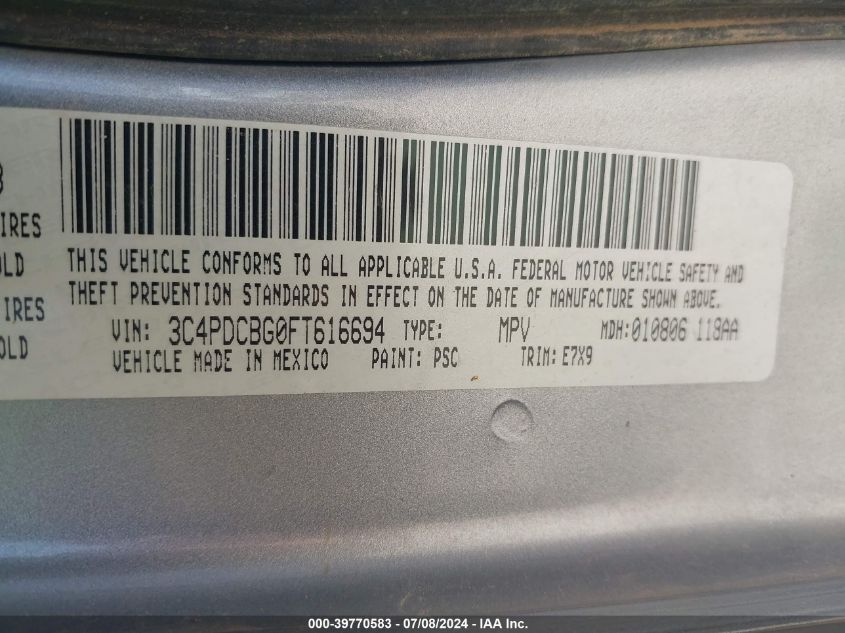 IRES
OLD
IRES
OLD
THIS VEHICLE CONFORMS TO ALL APPLICABLE U.S.A. FEDERAL MOTOR VEHICLE SAFETY AND
THEFT PREVENTION STANDARDS IN EFFECT ON THE DATE OF MANUFACTURE SHOWN ABOVE.
VIN: 3C4PDCBG0FT616694 TYPE: MPV MDH:010806 118AA
VEHICLE MADE IN MEXICO PAINT: PSC TRIM: E7X9
000-39770583 - 07/08/2024 - IAA Inc.